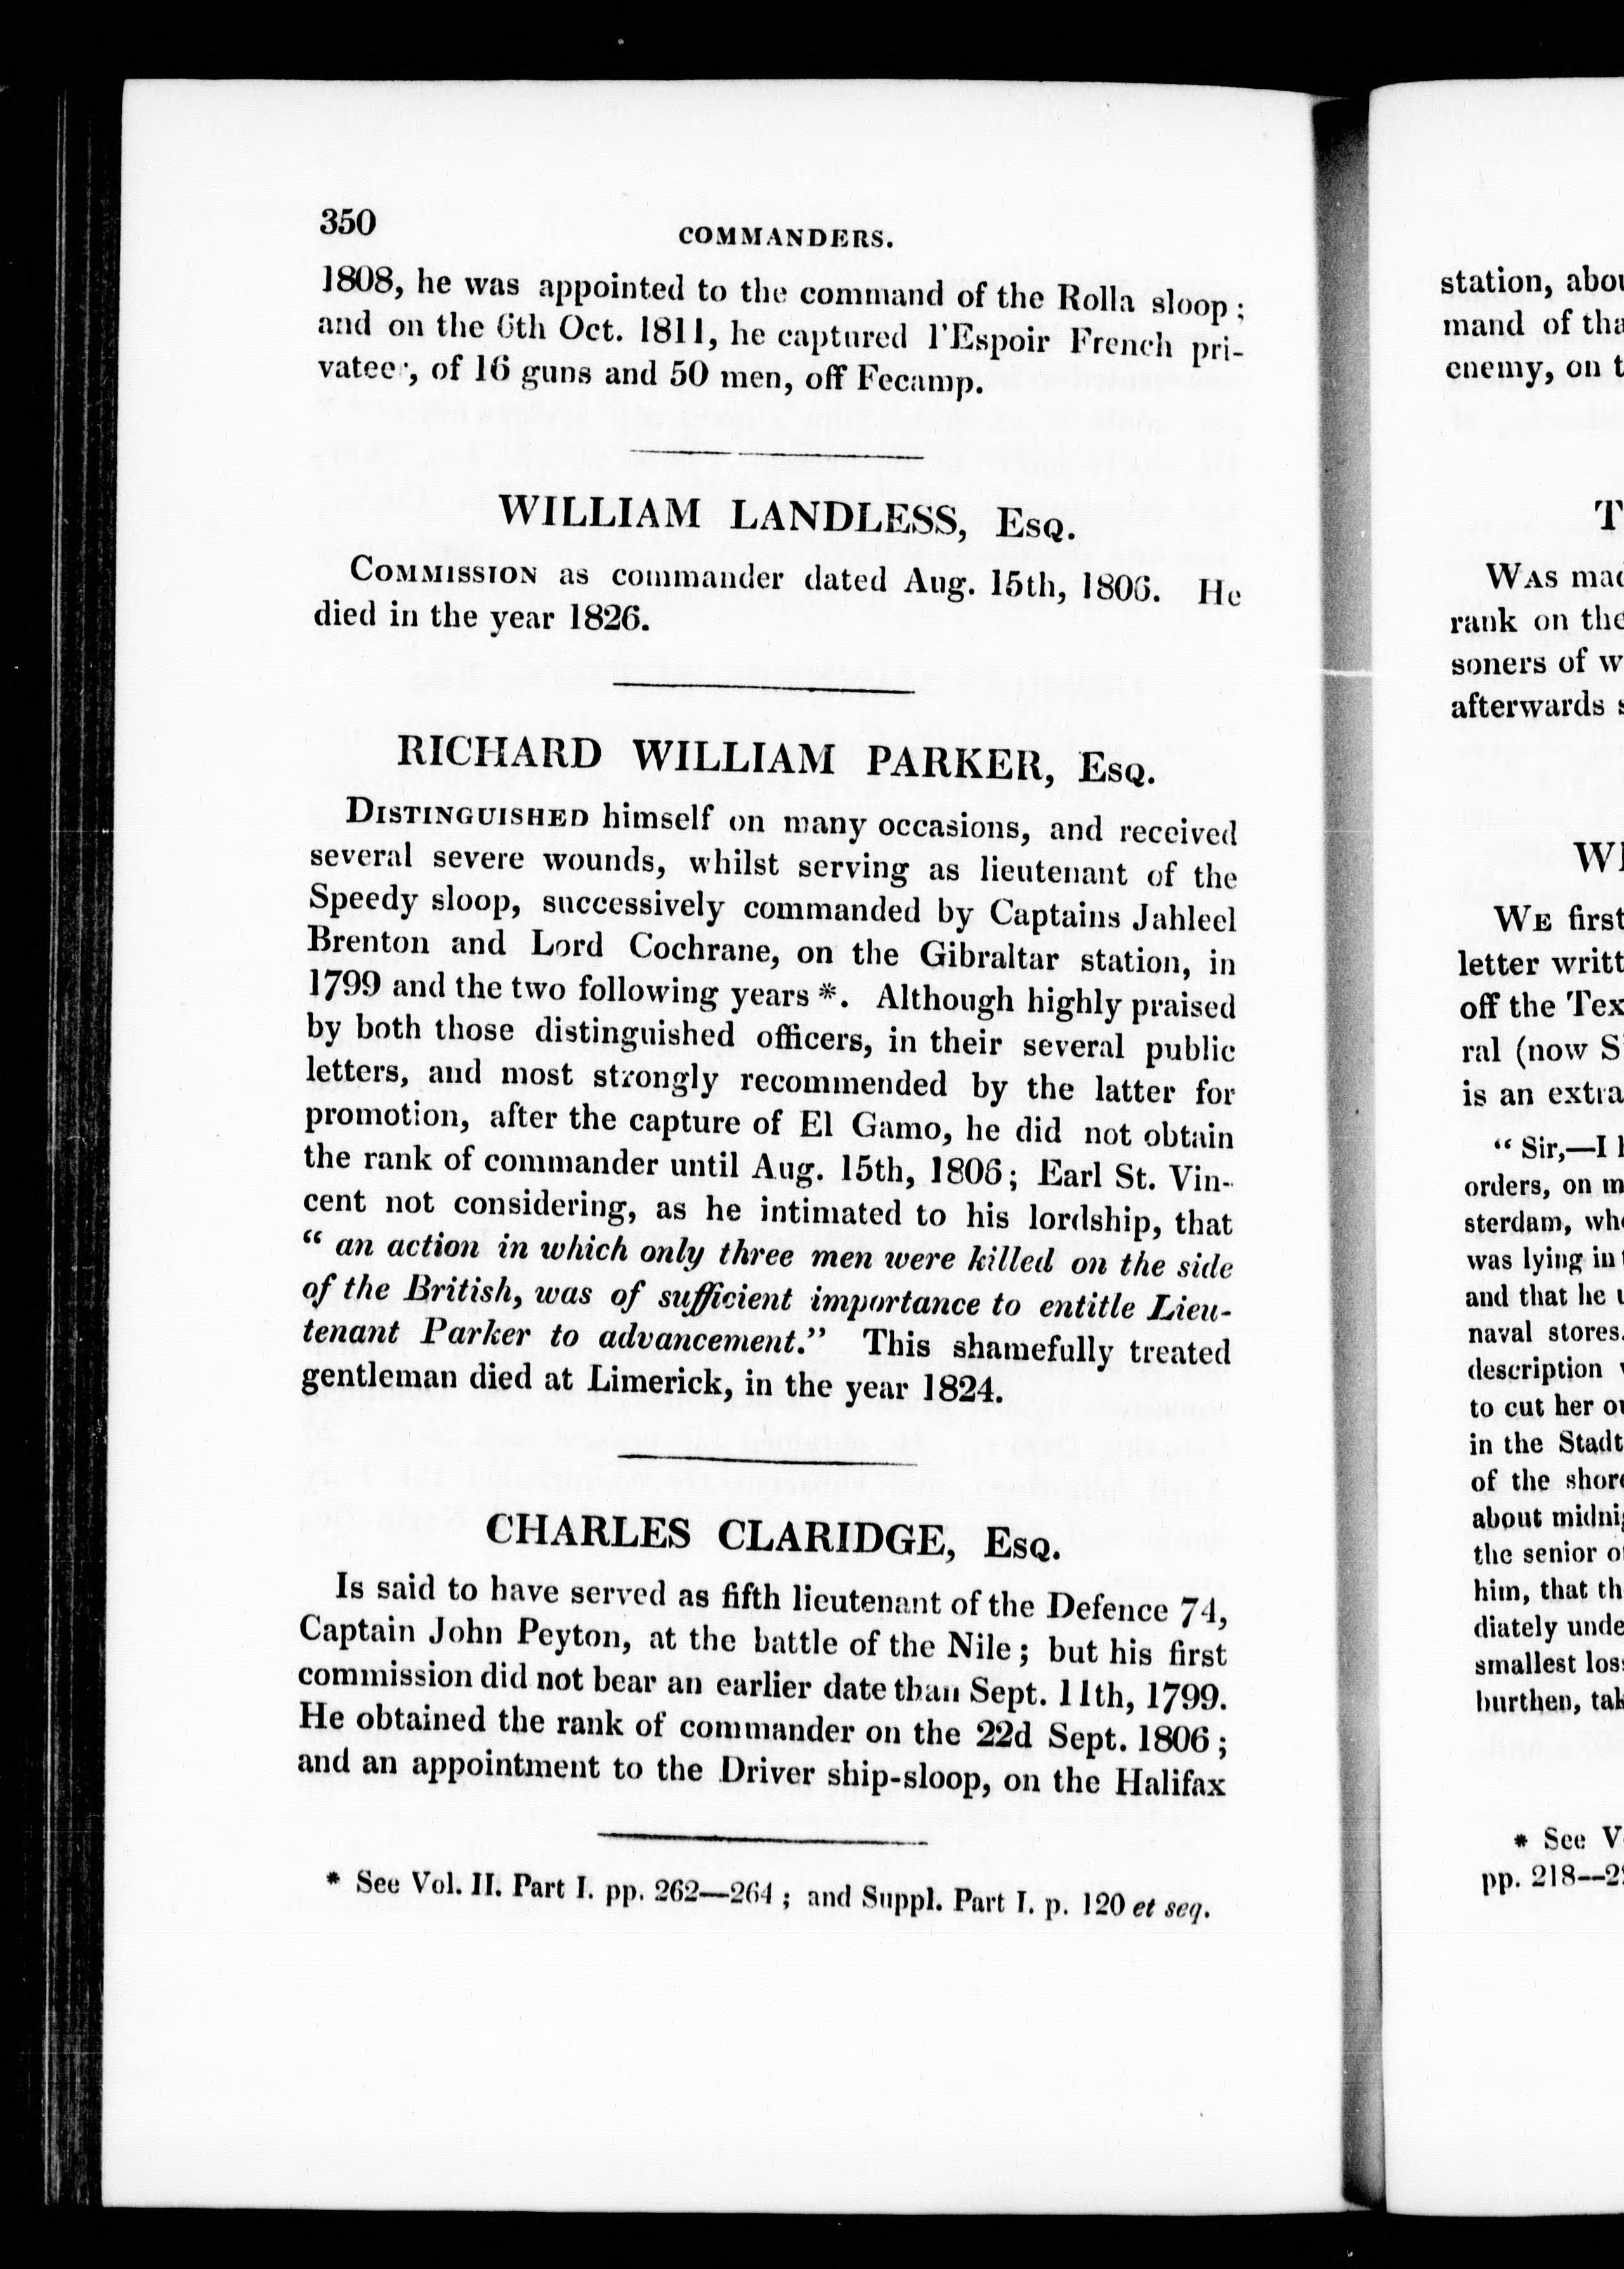 350
COMMANDERS.
1808, he was appointed to the command of the Rolla sloop;
and on the 6th Oct. 1811, he captured l'Espoir French pri-
vateer, of 16 guns and 50 men, off Fecamp.
WILLIAM LANDLESS, Esq.
Commission as commander dated Aug. 15th, 1806. He
died in the year 1826.
RICHARD WILLIAM PARKER, Esq.
Distinguished himself on many occasions, and received
several severe wounds, whilst serving as lieutenant of the
Speedy sloop, successively commanded by Captains Jahleel
Brenton and Lord Cochrane, on the Gibraltar station, in
1799 and the two following years *. Although highly praised
by both those distinguished officers, in their several public
letters, and most strongly recommended by the latter for
promotion, after the capture of El Gamo, he did not obtain
the rank of commander until Aug. 15th, 1806; Earl St. Vin-
cent not considering, as he intimated to his lordship, that
“ an action in which only three men were killed on the side
of the British, was of sufficient importance to entitle Lieu-
tenant Parker to advancement.” This shamefully treated
gentleman died at Limerick, in the year 1824.
CHARLES CLARIDGE, Esq.
Is said to have served as fifth lieutenant of the Defence 74,
Captain John Peyton, at the battle of the Nile; but his first
commission did not bear an earlier date than Sept. 11th, 1799.
He obtained the rank of commander on the 22d Sept. 1806;
and an appointment to the Driver ship-sloop, on the Halifax
* See Vol. II. Part I. pp. 262—264; and Suppl. Part I. p. 120 et seq.
station,
mand of
enemy, on
Was
rank on the
soners of
afterwards
We first
letter
off the
ral (now
is an
“ Sir,—I
orders, on
sterdam,
was lying in
and that he
naval stores.
description
to cut her
in the
of the
about
the senior
him, that
diately
smallest
burthen,
* See
pp.